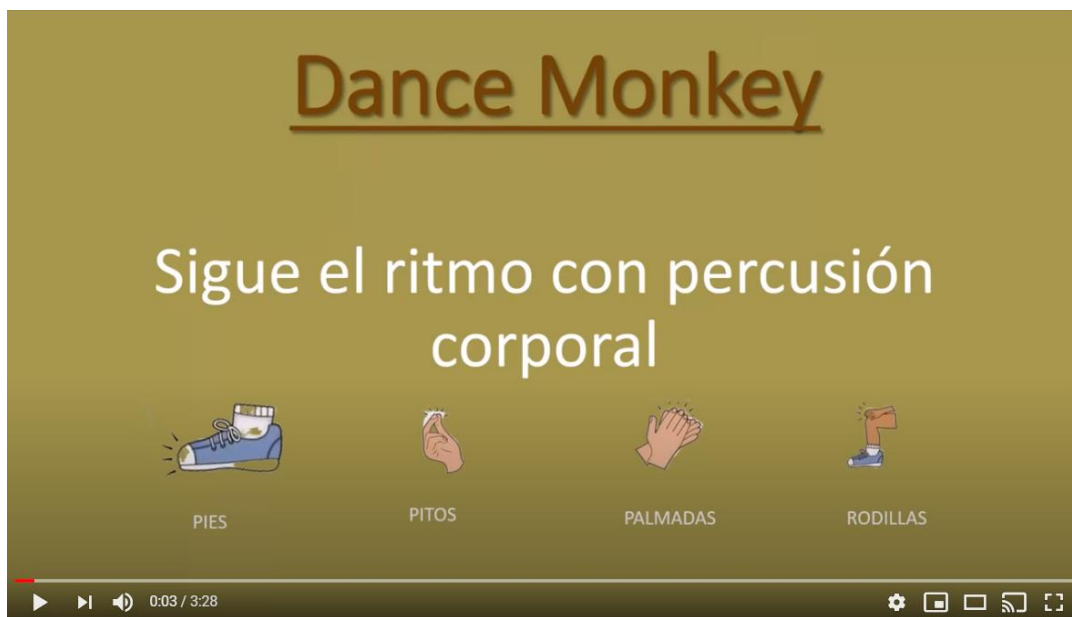 Dance Monkey
Sigue el ritmo con percusión
corporal
PIES
PITOS
PALMADAS
RODILLAS
0:03 / 3:28